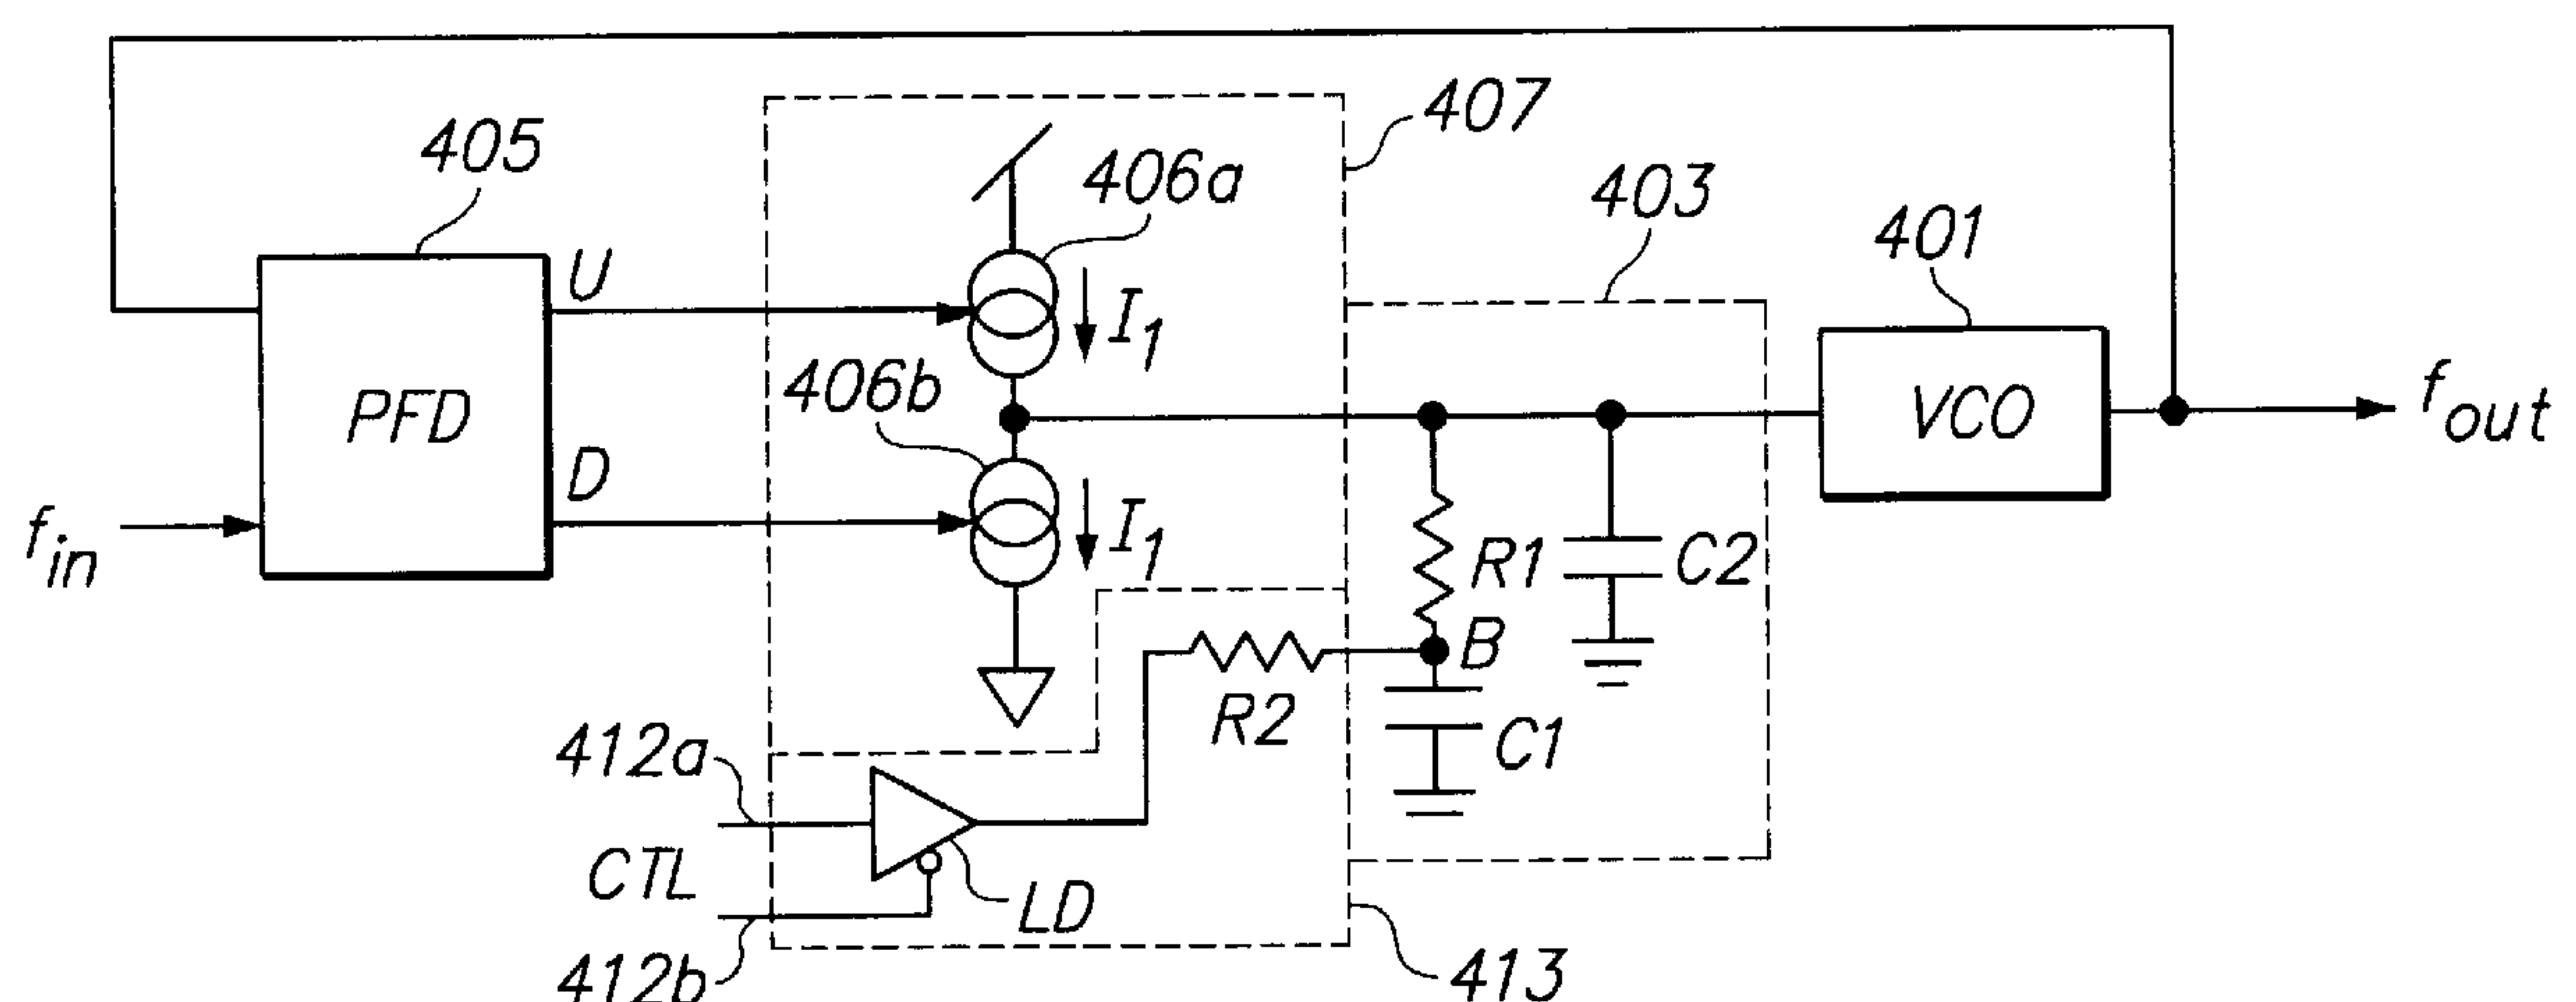 407
405
406a
403
401
U
I1
406b
PFD
VCO
fout
D
I1
fin
R1
C2
B
R2
412a
C1
CTL
LD
412b
413